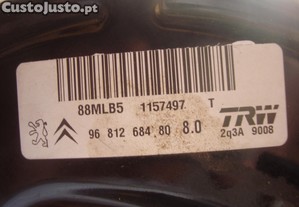 CustoJusto.pt
88MLB5 1157497 T
96 812 684 80 8.0 TRW
2q3A 9008